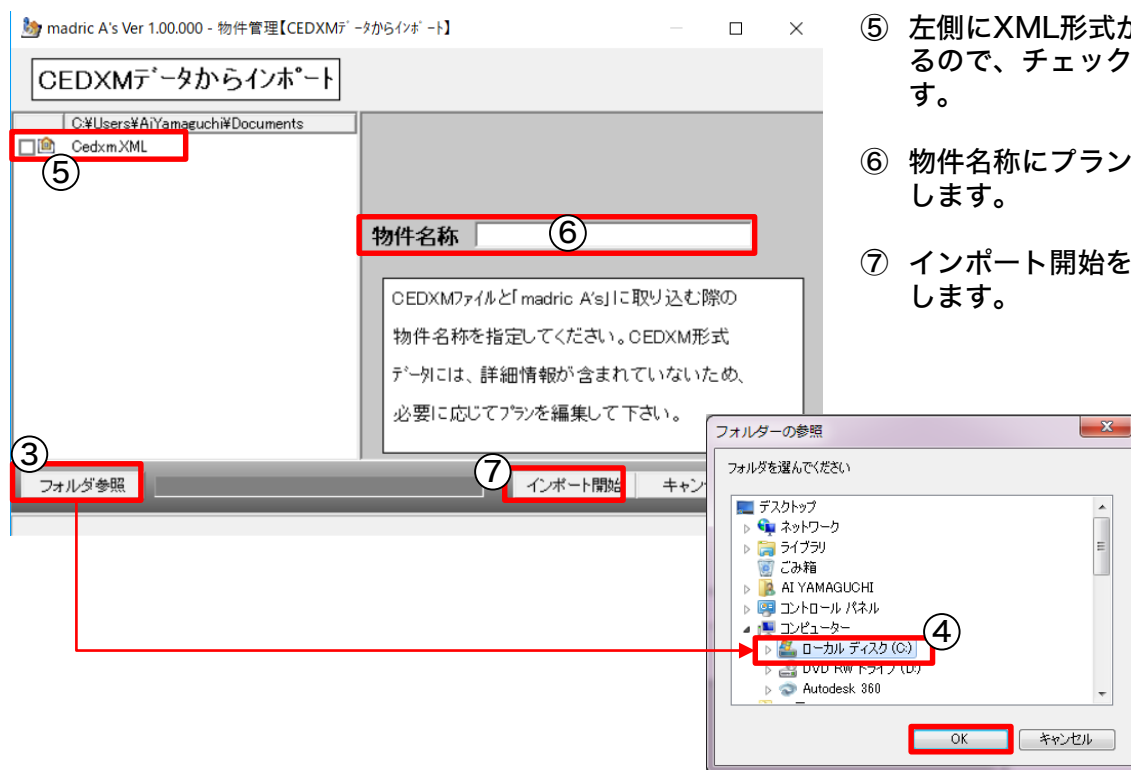 madric A's Ver 1.00.000 - 物件管理【CEDXMﾃﾞｰﾀからｲﾝﾎﾟｰﾄ】
CEDXMﾃﾞｰﾀからｲﾝﾎﾟｰﾄ
C:¥Users¥AiYamaguchi¥Documents
Cedxm.XML
⑤
物件名称
⑥
CEDXMﾌｧｲﾙと「madric A's」に取り込む際の
物件名称を指定してください。CEDXM形式
ﾃﾞｰﾀには、詳細情報が含まれていないため、
必要に応じてﾌﾟﾗﾝを編集して下さい。
③
フォルダ参照
⑦
インポート開始
キャン
⑤ 左側にXML形式が
るので、チェック
す。
⑥ 物件名称にプラン
します。
⑦ インポート開始を
します。
フォルダーの参照
フォルダを選んでください
デスクトップ
ネットワーク
ライブラリ
ごみ箱
AI YAMAGUCHI
コントロール パネル
コンピューター
④
ローカル ディスク (C:)
DVD RW ドライブ (D:)
Autodesk 360
OK
キャンセル